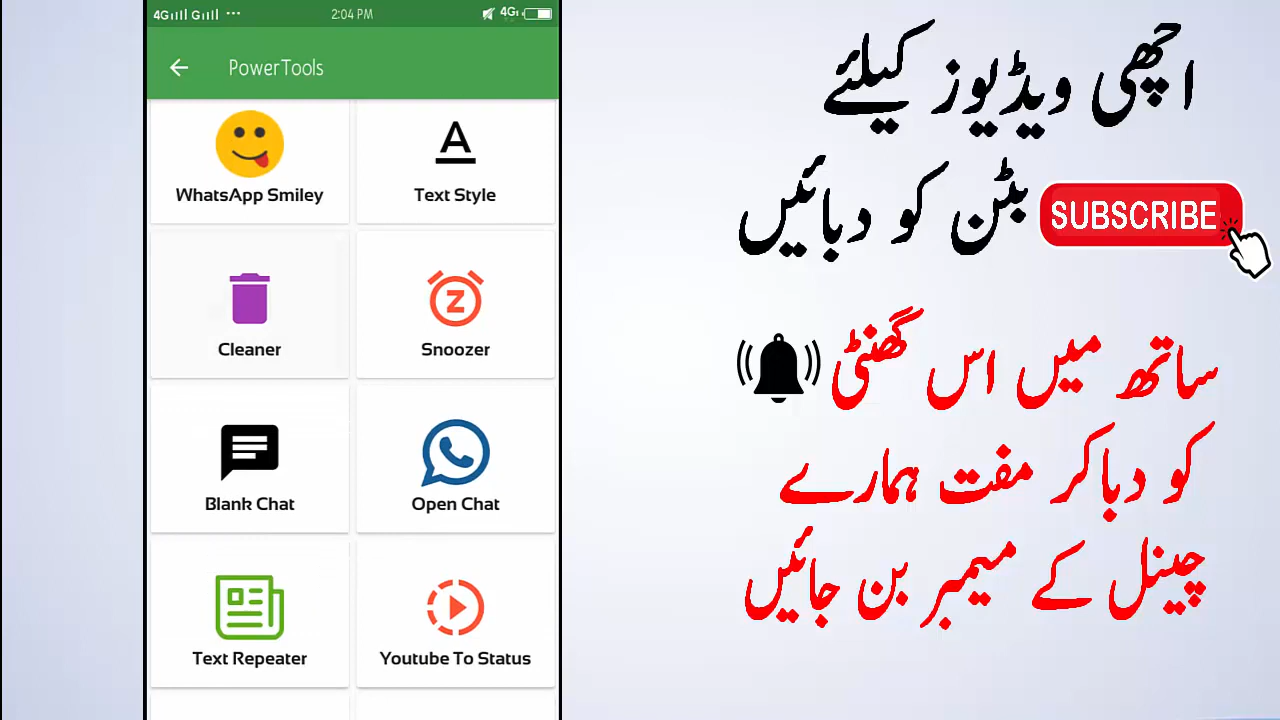 4G G ... 2:04 PM 4G
PowerTools
WhatsApp Smiley
Text Style
Cleaner
Snoozer
Blank Chat
Open Chat
Text Repeater
Youtube To Status
اچھی ویڈیوز کیلئے
SUBSCRIBE بٹن کو دبائیں
ساتھ میں اس گھنٹی
کو دباکر مفت ہمارے
چینل کے میمبر بن جائیں